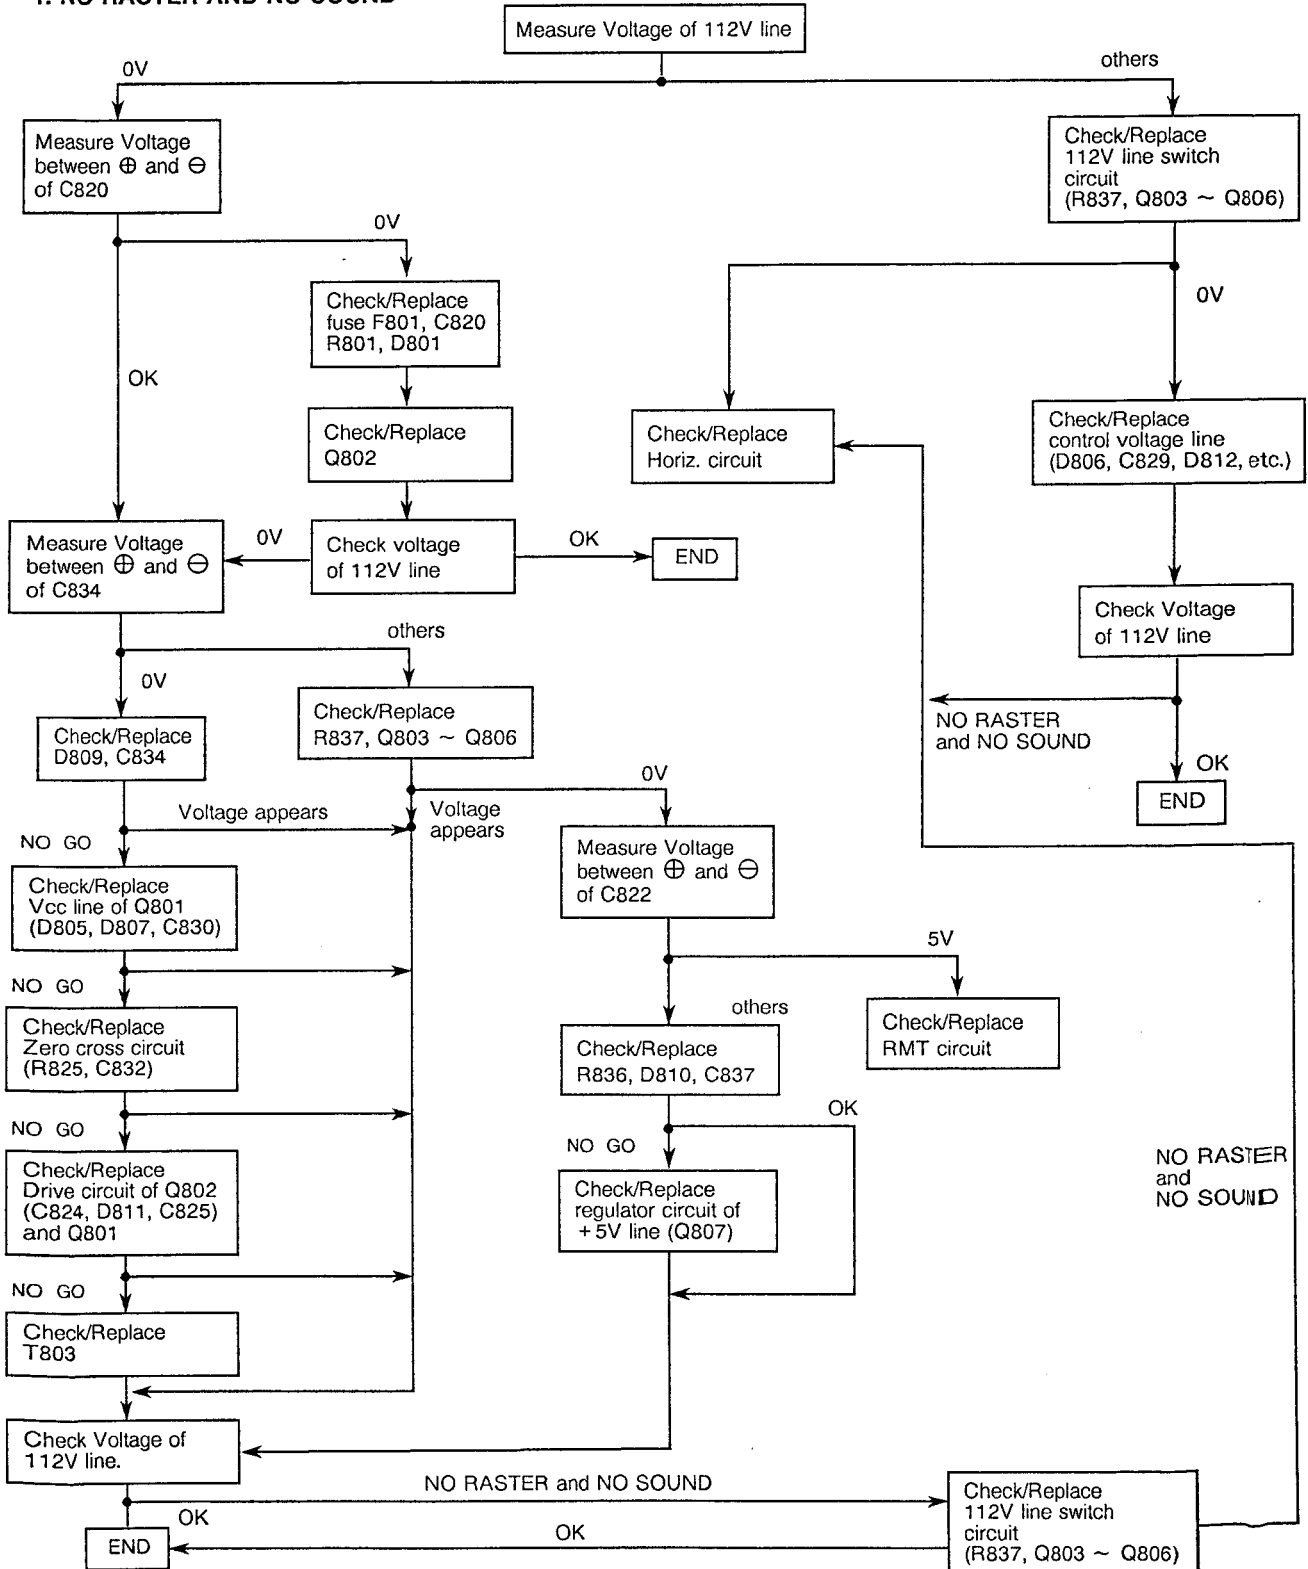 1. NO RASTER AND NO SOUND
Measure Voltage of 112V line
0V
others
Measure Voltage
between ⊕ and ⊖
of C820
Check/Replace
112V line switch
circuit
(R837, Q803 ~ Q806)
0V
Check/Replace
fuse F801, C820
R801, D801
0V
OK
Check/Replace
Q802
Check/Replace
Horiz. circuit
Check/Replace
control voltage line
(D806, C829, D812, etc.)
Measure Voltage
between ⊕ and ⊖
of C834
0V
Check voltage
of 112V line
OK
END
Check Voltage
of 112V line
others
0V
Check/Replace
D809, C834
Check/Replace
R837, Q803 ~ Q806
NO RASTER
and NO SOUND
OK
END
0V
Voltage appears
Voltage
appears
NO GO
Measure Voltage
between ⊕ and ⊖
of C822
Check/Replace
Vcc line of Q801
(D805, D807, C830)
5V
NO GO
others
Check/Replace
Zero cross circuit
(R825, C832)
Check/Replace
R836, D810, C837
Check/Replace
RMT circuit
OK
NO GO
NO GO
Check/Replace
Drive circuit of Q802
(C824, D811, C825)
and Q801
Check/Replace
regulator circuit of
+5V line (Q807)
NO RASTER
and
NO SOUND
NO GO
Check/Replace
T803
Check Voltage of
112V line.
NO RASTER and NO SOUND
OK
Check/Replace
112V line switch
circuit
(R837, Q803 ~ Q806)
OK
END